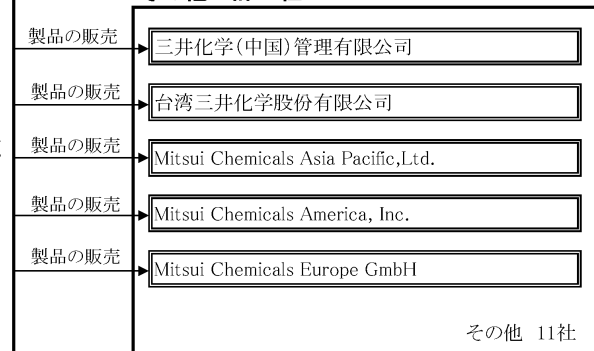 製品の販売
三井化学(中国)管理有限公司
製品の販売
台湾三井化学股份有限公司
製品の販売
Mitsui Chemicals Asia Pacific,Ltd.
製品の販売
Mitsui Chemicals America, Inc.
製品の販売
Mitsui Chemicals Europe GmbH
その他 11社